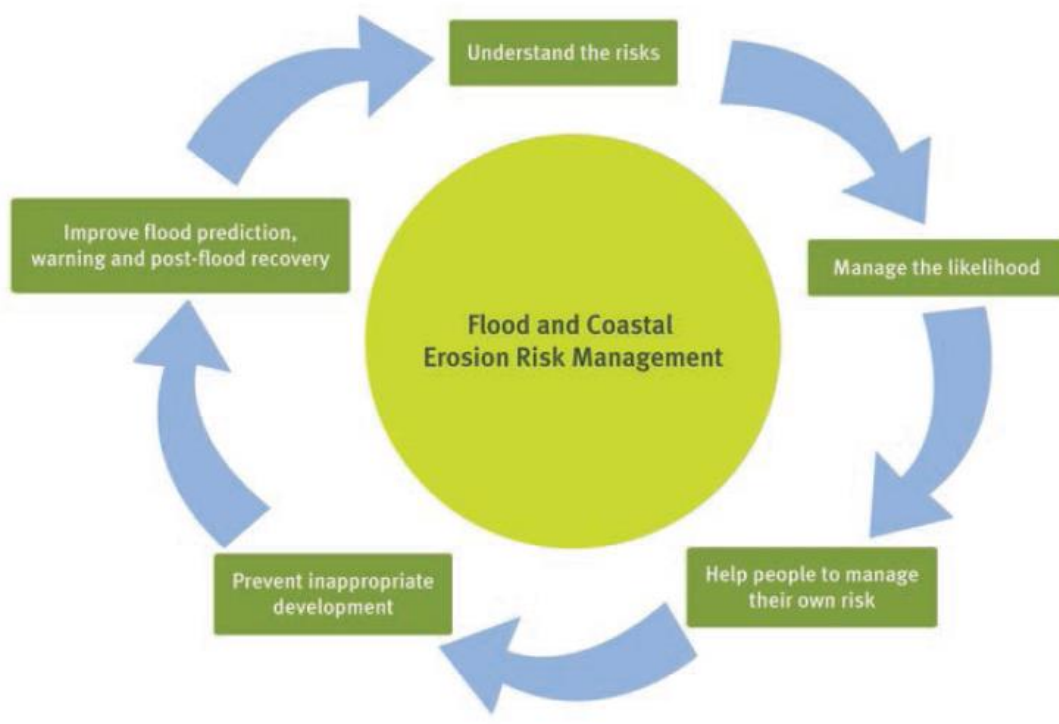 Understand the risks
Manage the likelihood
Help people to manage
their own risk
Prevent inappropriate
development
Improve flood prediction,
warning and post-flood recovery
Flood and Coastal
Erosion Risk Management